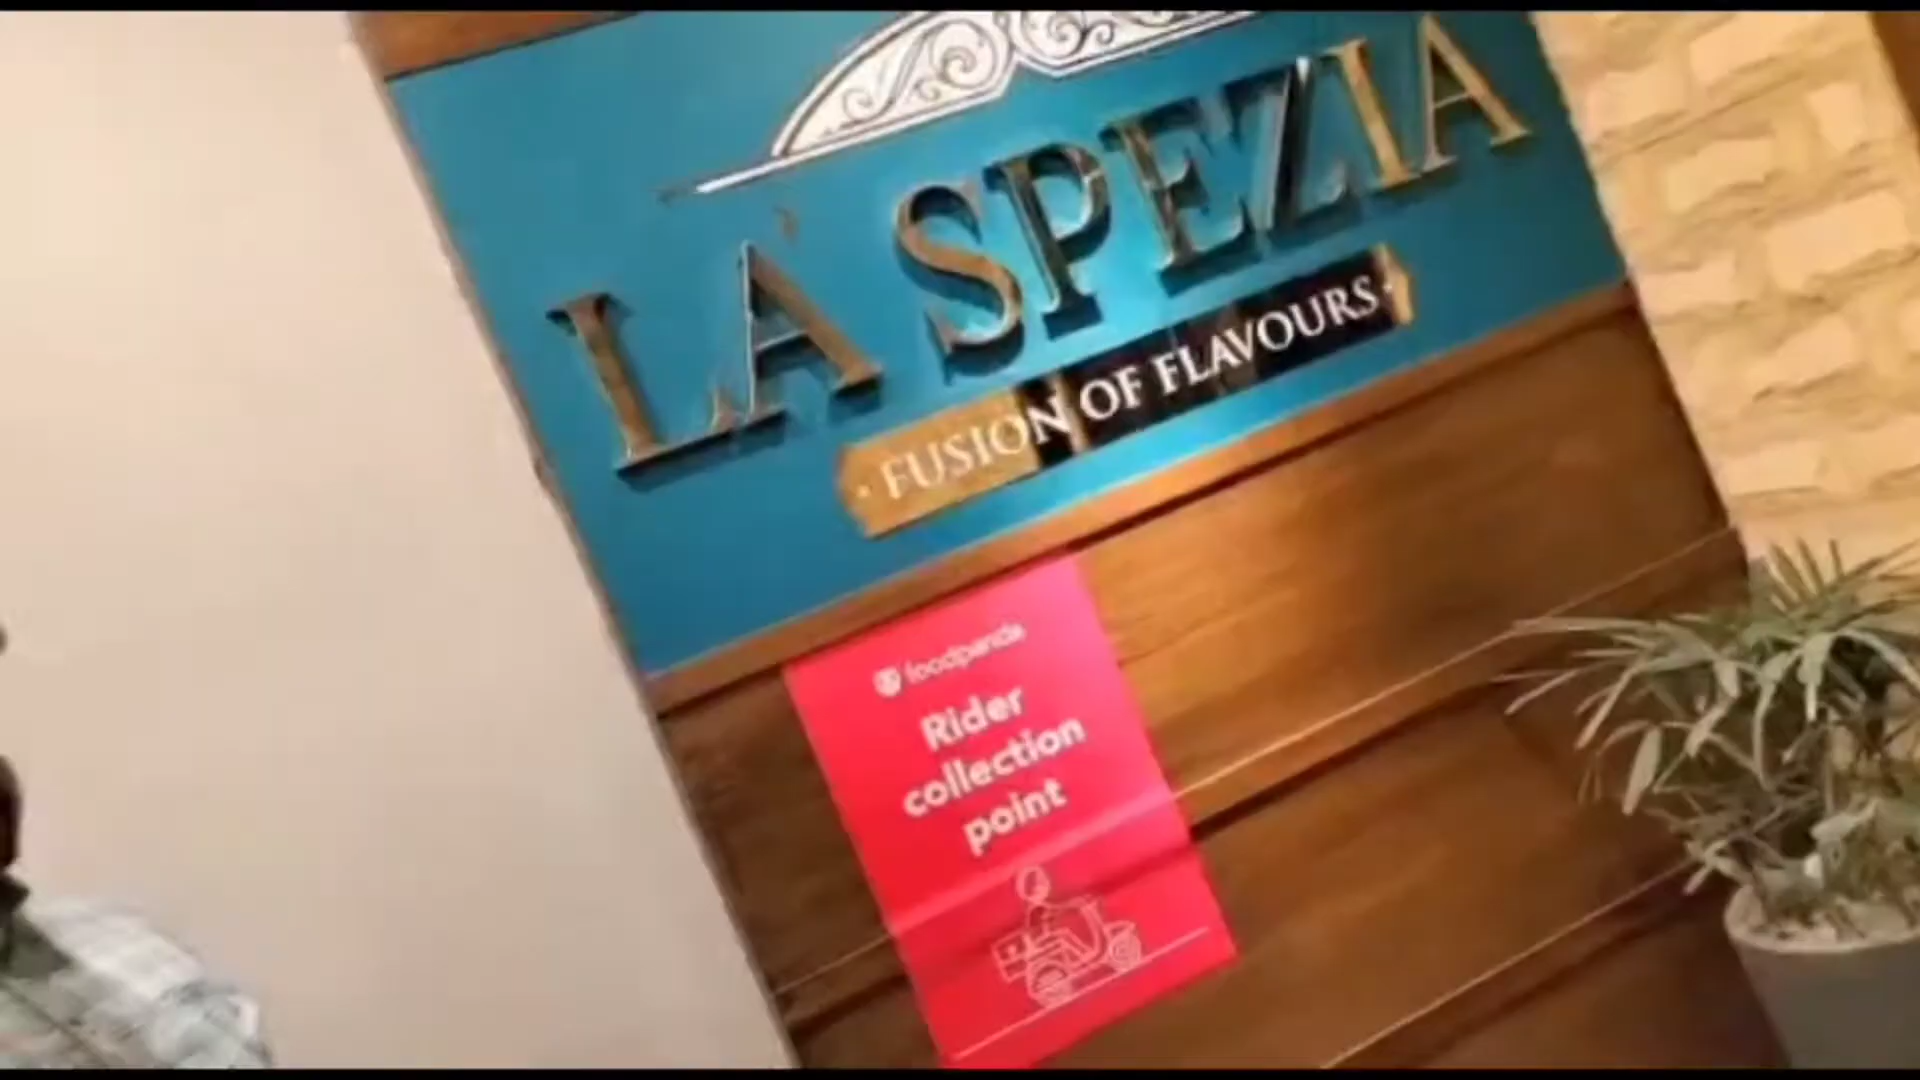 LA' SPEZIA
· FUSION OF FLAVOURS ·
foodpanda
Rider
collection
point